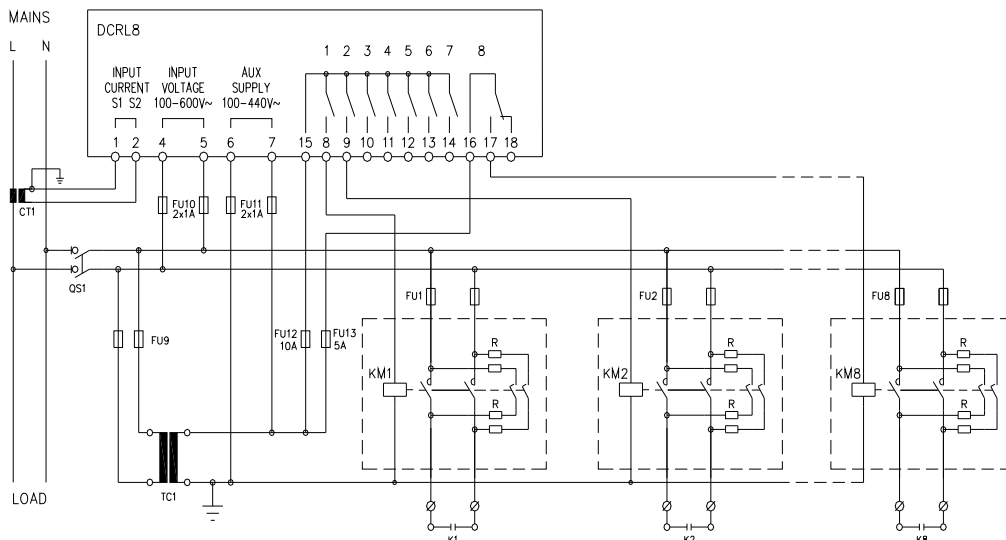 MAINS
L N
DCRL8
1 2 3 4 5 6 7 8
INPUT CURRENT
S1 S2
INPUT VOLTAGE
100-600V~
AUX SUPPLY
100-440V~
1 2 4 5 6 7 15 8 9 10 11 12 13 14 16 17 18
CT1
FU10
2x1A
FU11
2x1A
QS1
FU1
FU2
FU8
FU9
FU12
10A
FU13
5A
KM1
R
R
KM2
R
R
KM8
R
R
LOAD
TC1
K1
K2
K8